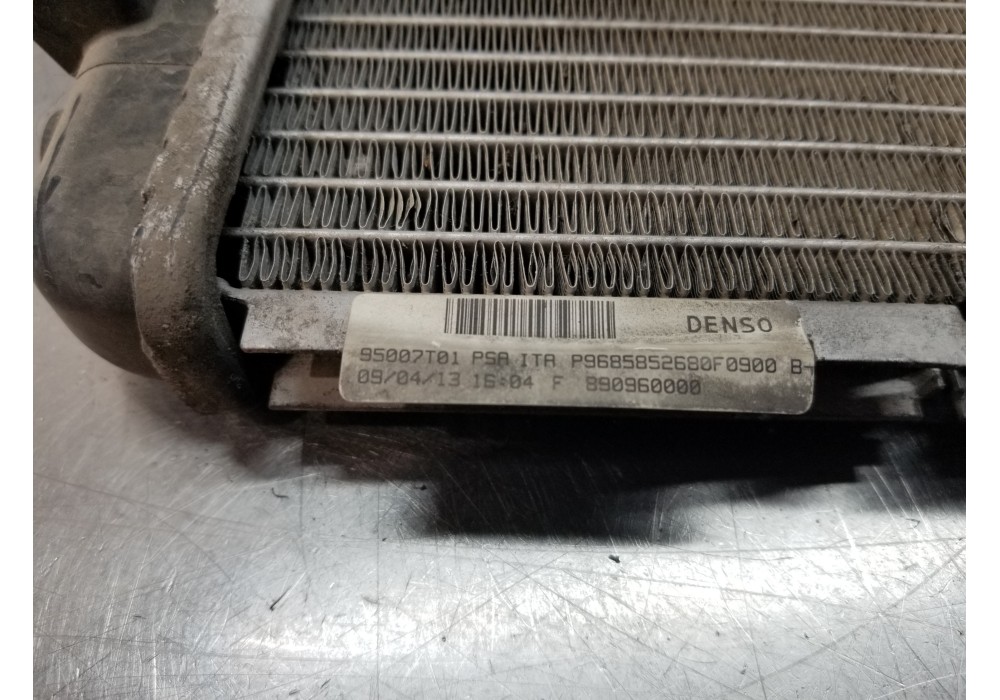 DENSO
95007T01 PSA ITA P9685852680F0900 B
09/04/13 16:04 F 890960000